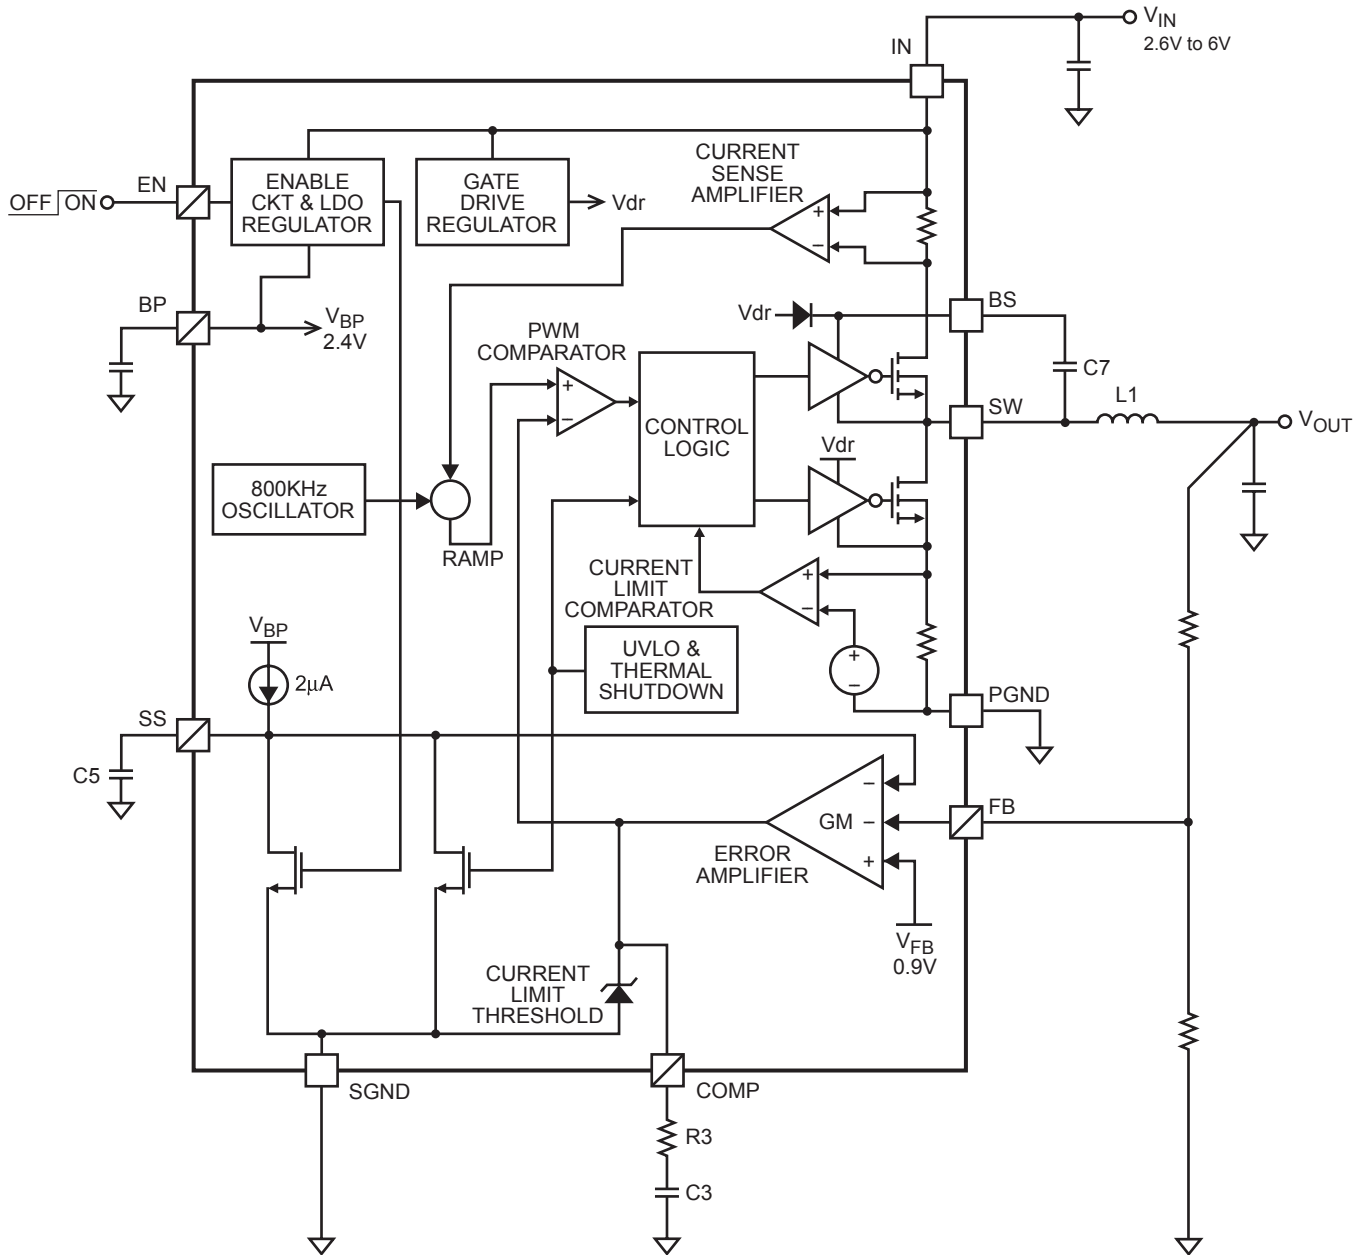 V_IN
2.6V to 6V
IN
CURRENT
SENSE
AMPLIFIER
EN
OFF ON
ENABLE
CKT & LDO
REGULATOR
GATE
DRIVE
REGULATOR
Vdr
+
−
BP
V_BP
2.4V
Vdr
BS
PWM
COMPARATOR
+
−
CONTROL
LOGIC
C7
L1
SW
V_OUT
Vdr
800KHz
OSCILLATOR
RAMP
CURRENT
LIMIT
COMPARATOR
+
−
UVLO &
THERMAL
SHUTDOWN
+
−
V_BP
2µA
SS
C5
PGND
−
GM −
+
FB
ERROR
AMPLIFIER
V_FB
0.9V
CURRENT
LIMIT
THRESHOLD
SGND
COMP
R3
C3